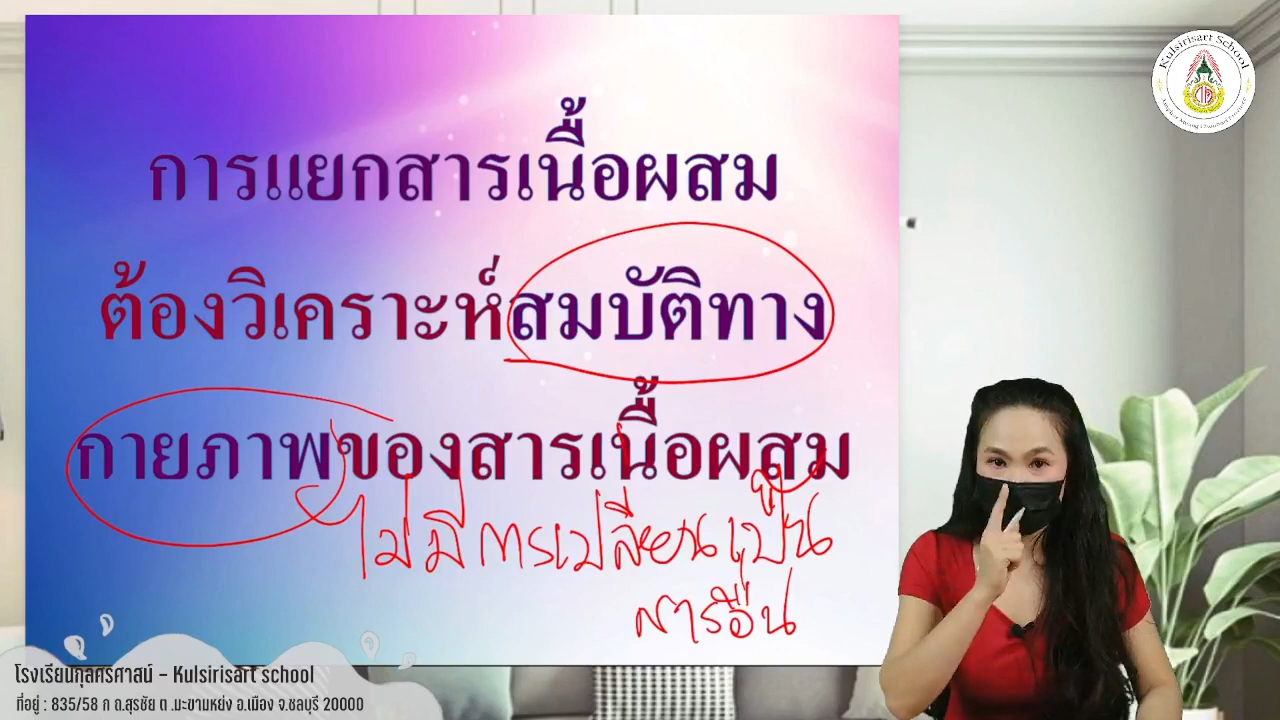 การแยกสารเนื้อผสม
ต้องวิเคราะห์สมบัติทาง
กายภาพของสารเนื้อผสม
ไม่มีการเปลี่ยนเป็น
สารอื่น
Kulsirisart School
โรงเรียนกุลศิริศาสน์ - Kulsirisart school
ที่อยู่ : 835/58 ก ถ.สุรชัย ต .มะขามหย่ง อ.เมือง จ.ชลบุรี 20000